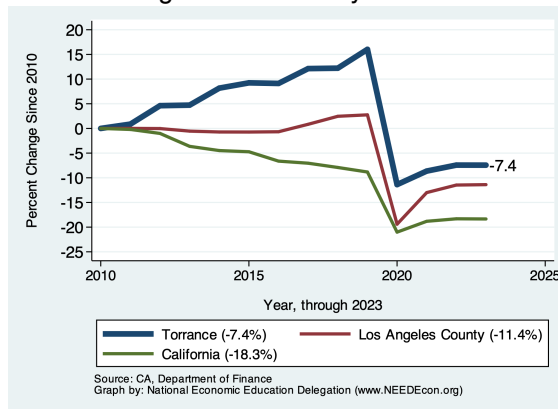 20
15
10
5
0
-5
-10
-15
-20
-25
Percent Change Since 2010
-7.4
2010 2015 2020 2025
Year, through 2023
Torrance (-7.4%) Los Angeles County (-11.4%)
California (-18.3%)
Source: CA, Department of Finance
Graph by: National Economic Education Delegation (www.NEEDEcon.org)